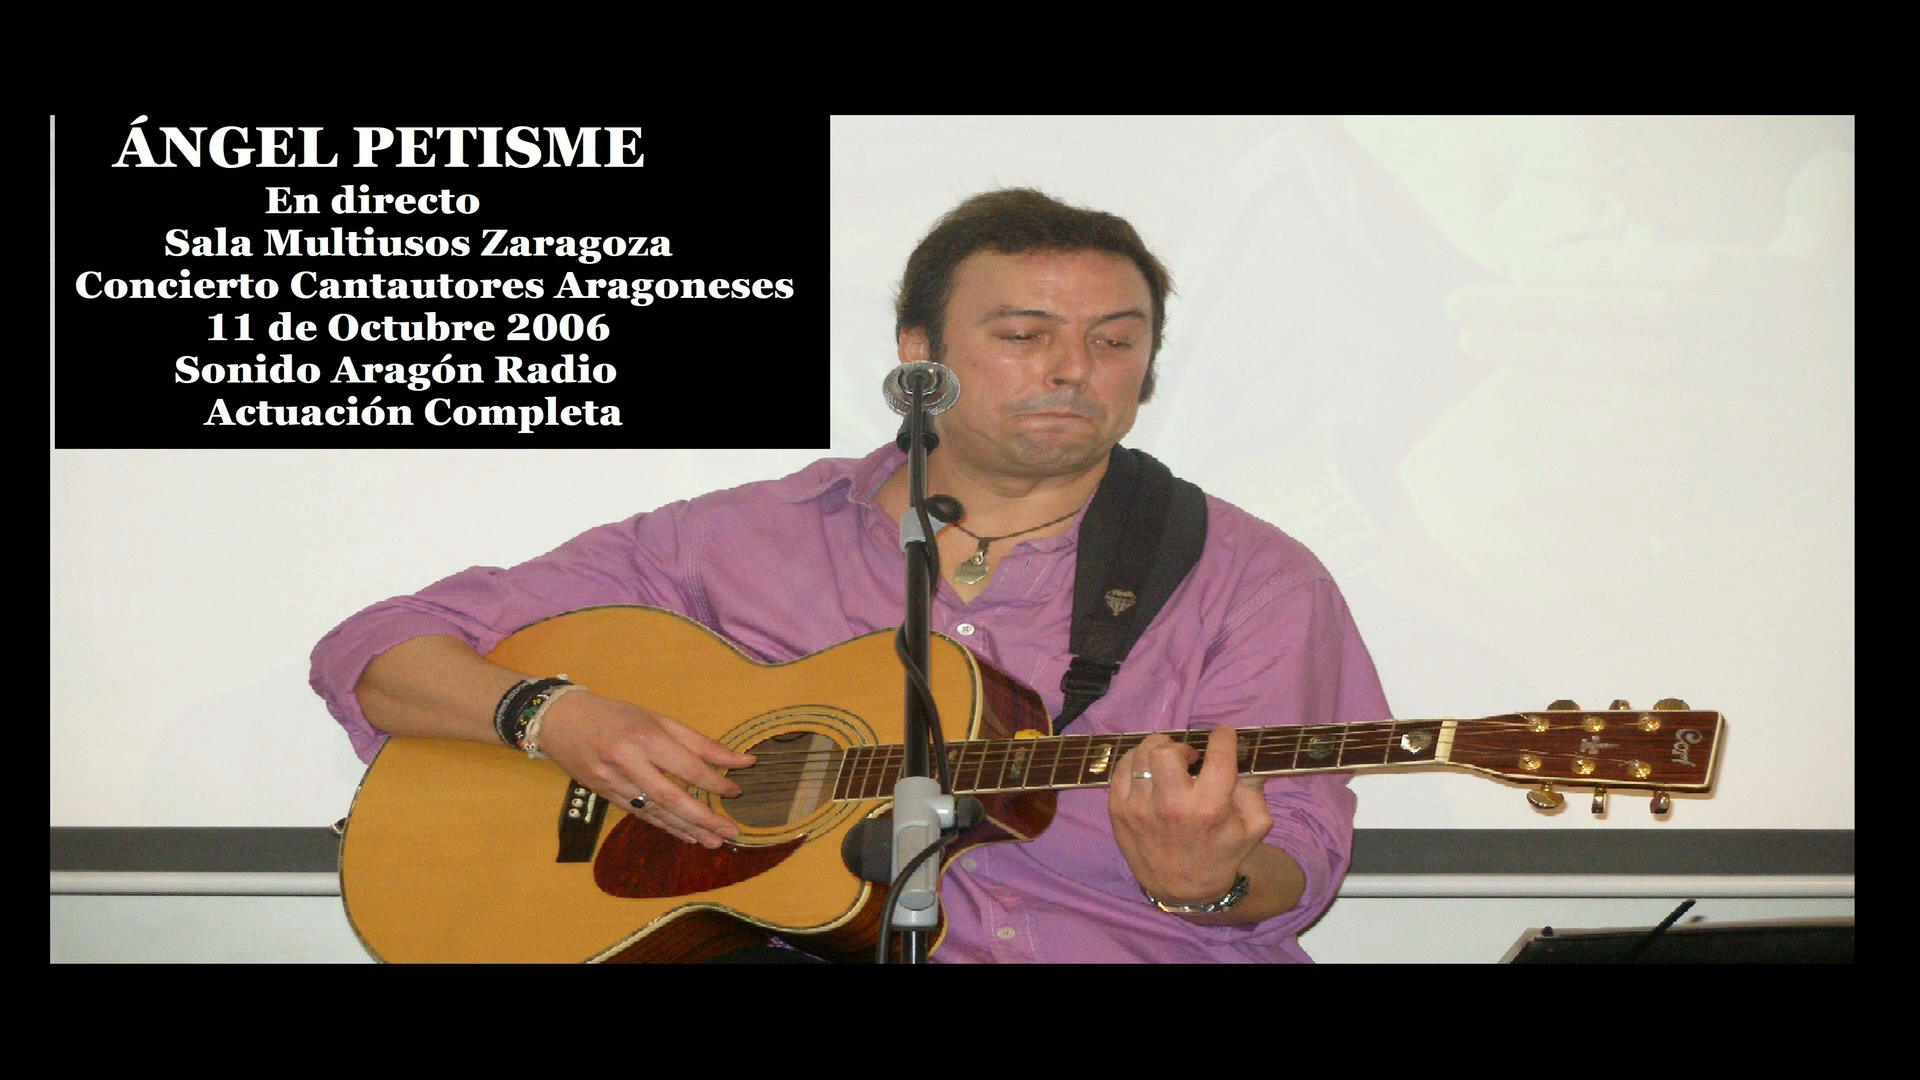 ÁNGEL PETISME
En directo
Sala Multiusos Zaragoza
Concierto Cantautores Aragoneses
11 de Octubre 2006
Sonido Aragón Radio
Actuación Completa
Cort